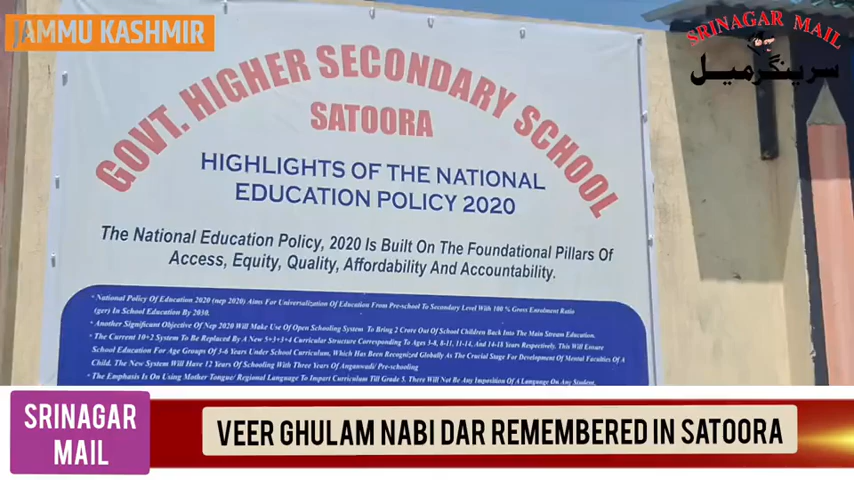 JAMMU KASHMIR
SRINAGAR MAIL
سرینگر میل
GOVT. HIGHER SECONDARY SCHOOL
SATOORA
HIGHLIGHTS OF THE NATIONAL
EDUCATION POLICY 2020
The National Education Policy, 2020 Is Built On The Foundational Pillars Of
Access, Equity, Quality, Affordability And Accountability.
* National Policy Of Education 2020 (nep 2020) Aims For Universalization Of Education From Pre-school To Secondary Level With 100 % Gross Enrolment Ratio
(ger) In School Education By 2030.
* Another Significant Objective Of Nep 2020 Will Make Use Of Open Schooling System To Bring 2 Crore Out Of School Children Back Into The Main Stream Education.
* The Current 10+2 System To Be Replaced By A New 5+3+3+4 Curricular Structure Corresponding To Ages 3-8, 8-11, 11-14, And 14-18 Years Respectively. This Will Ensure
School Education For Age Groups Of 3-6 Years Under School Curriculum, Which Has Been Recognized Globally As The Crucial Stage For Development Of Mental Faculties Of A
Child. The New System Will Have 12 Years Of Schooling With Three Years Of Anganwadi/ Pre-schooling
* The Emphasis Is On Using Mother Tongue/ Regional Language To Impart Curriculum Till Grade 5. There Will Not Be Any Imposition Of A Language On Any Student.
SRINAGAR
MAIL
VEER GHULAM NABI DAR REMEMBERED IN SATOORA